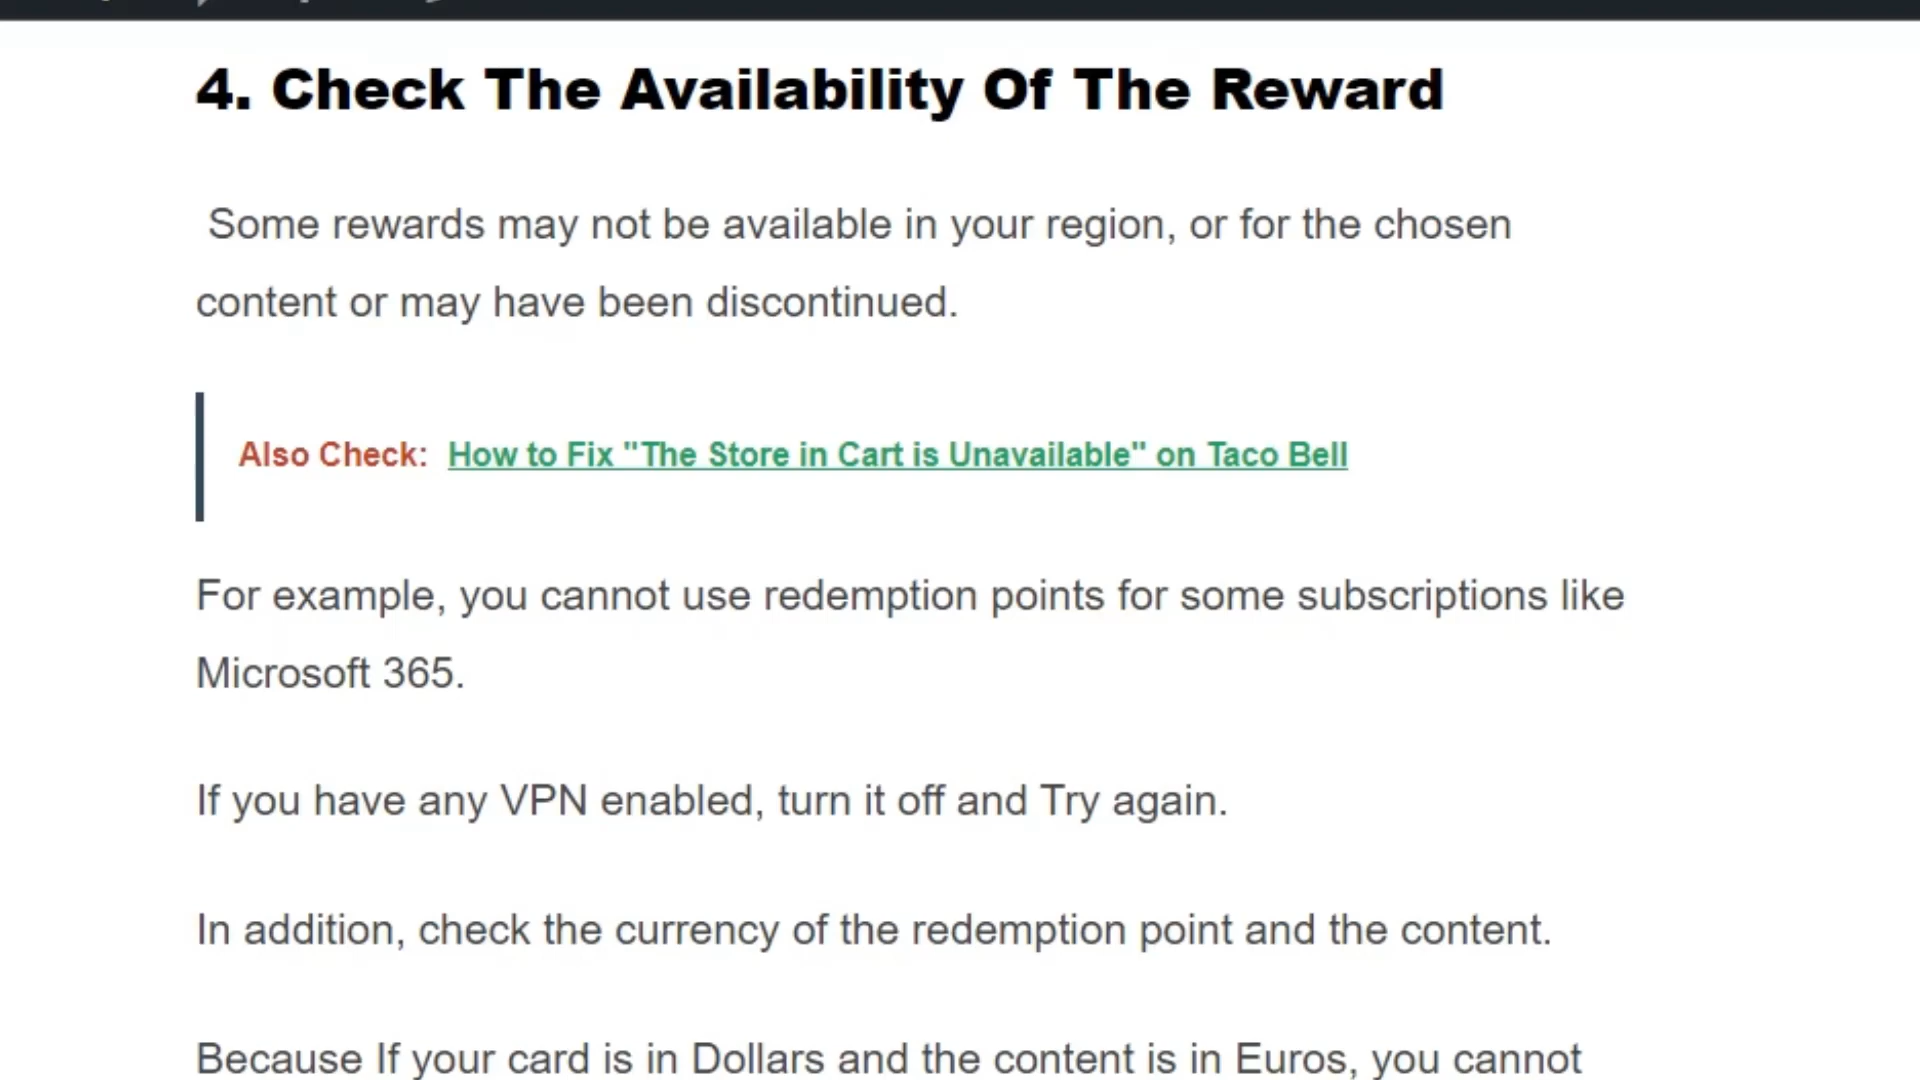 4. Check The Availability Of The Reward
Some rewards may not be available in your region, or for the chosen
content or may have been discontinued.
Also Check: How to Fix "The Store in Cart is Unavailable" on Taco Bell
For example, you cannot use redemption points for some subscriptions like
Microsoft 365.
If you have any VPN enabled, turn it off and Try again.
In addition, check the currency of the redemption point and the content.
Because If your card is in Dollars and the content is in Euros, you cannot